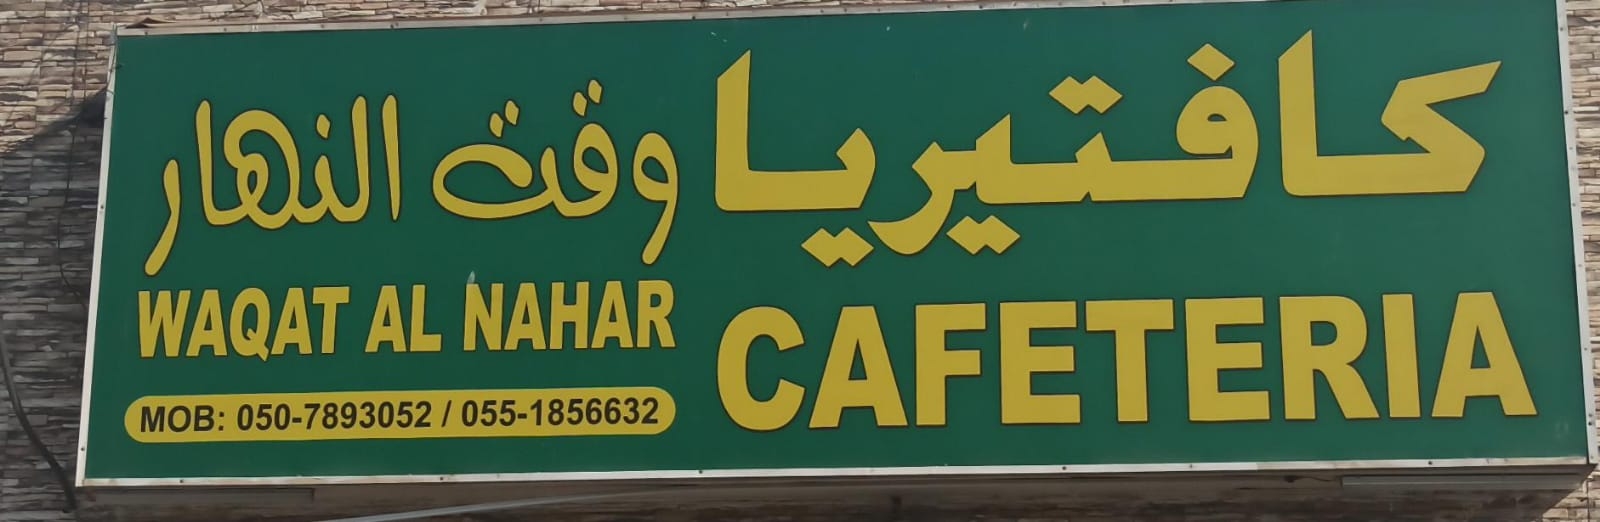 كافتيريا
وقت النهار
WAQAT AL NAHAR
CAFETERIA
MOB: 050-7893052 / 055-1856632